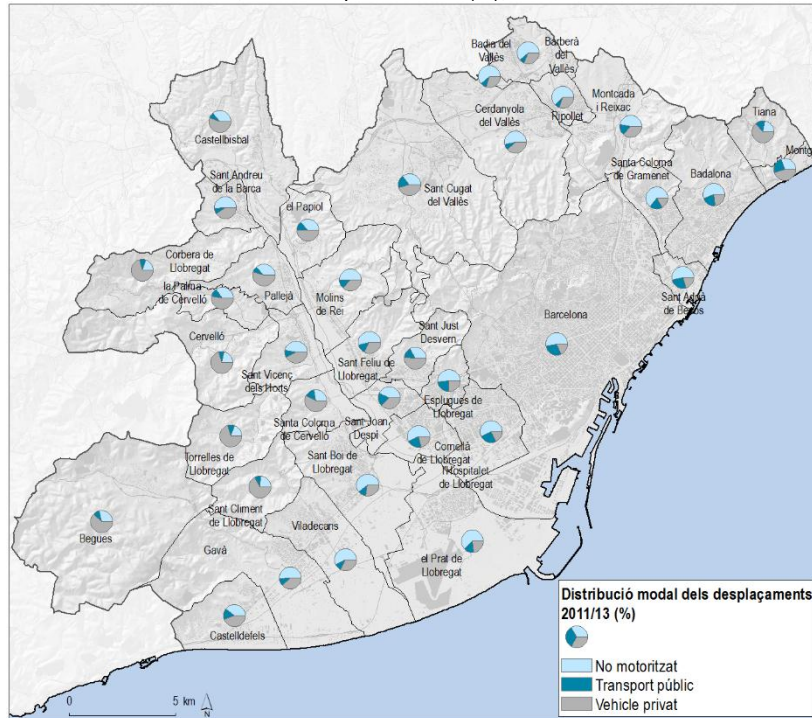 Badia del
Vallès
Barberà
del
Vallès
Castellbisbal
Cerdanyola
del Vallès
Ripollet
Montcada
i Reixac
Tiana
Sant Andreu
de la Barca
el Papiol
Sant Cugat
del Vallès
Santa Coloma
de Gramenet
Badalona
Montg
Corbera de
Llobregat
la Palma
de Cervelló
Pallejà
Molins
de Rei
Barcelona
Sant Adrià
de Besòs
Cervelló
Sant Vicenç
dels Horts
Sant Feliu de
Llobregat
Sant Just
Desvern
Esplugues de
Llobregat
Santa Coloma
de Cervelló
Sant Joan
Despí
Torrelles de
Llobregat
Sant Boi de
Llobregat
Cornellà
de Llobregat
l'Hospitalet
de Llobregat
Begues
Sant Climent
de Llobregat
Viladecans
Gavà
el Prat de
Llobregat
Castelldefels
Distribució modal dels desplaçaments
2011/13 (%)
No motoritzat
Transport públic
Vehicle privat
0 5 km
N